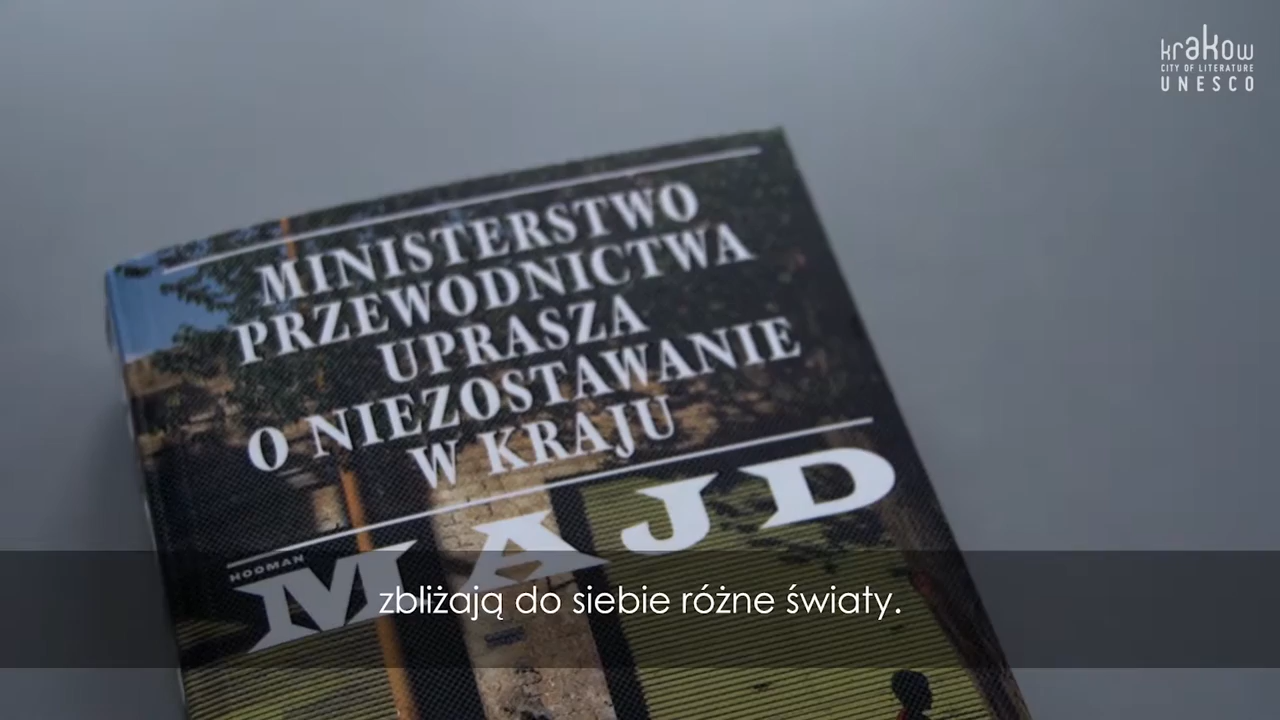 krakow
CITY OF LITERATURE
UNESCO
MINISTERSTWO
PRZEWODNICTWA
UPRASZA
O NIEZOSTAWANIE
W KRAJU
HOOMAN
MAJD
zbliżają do siebie różne światy.